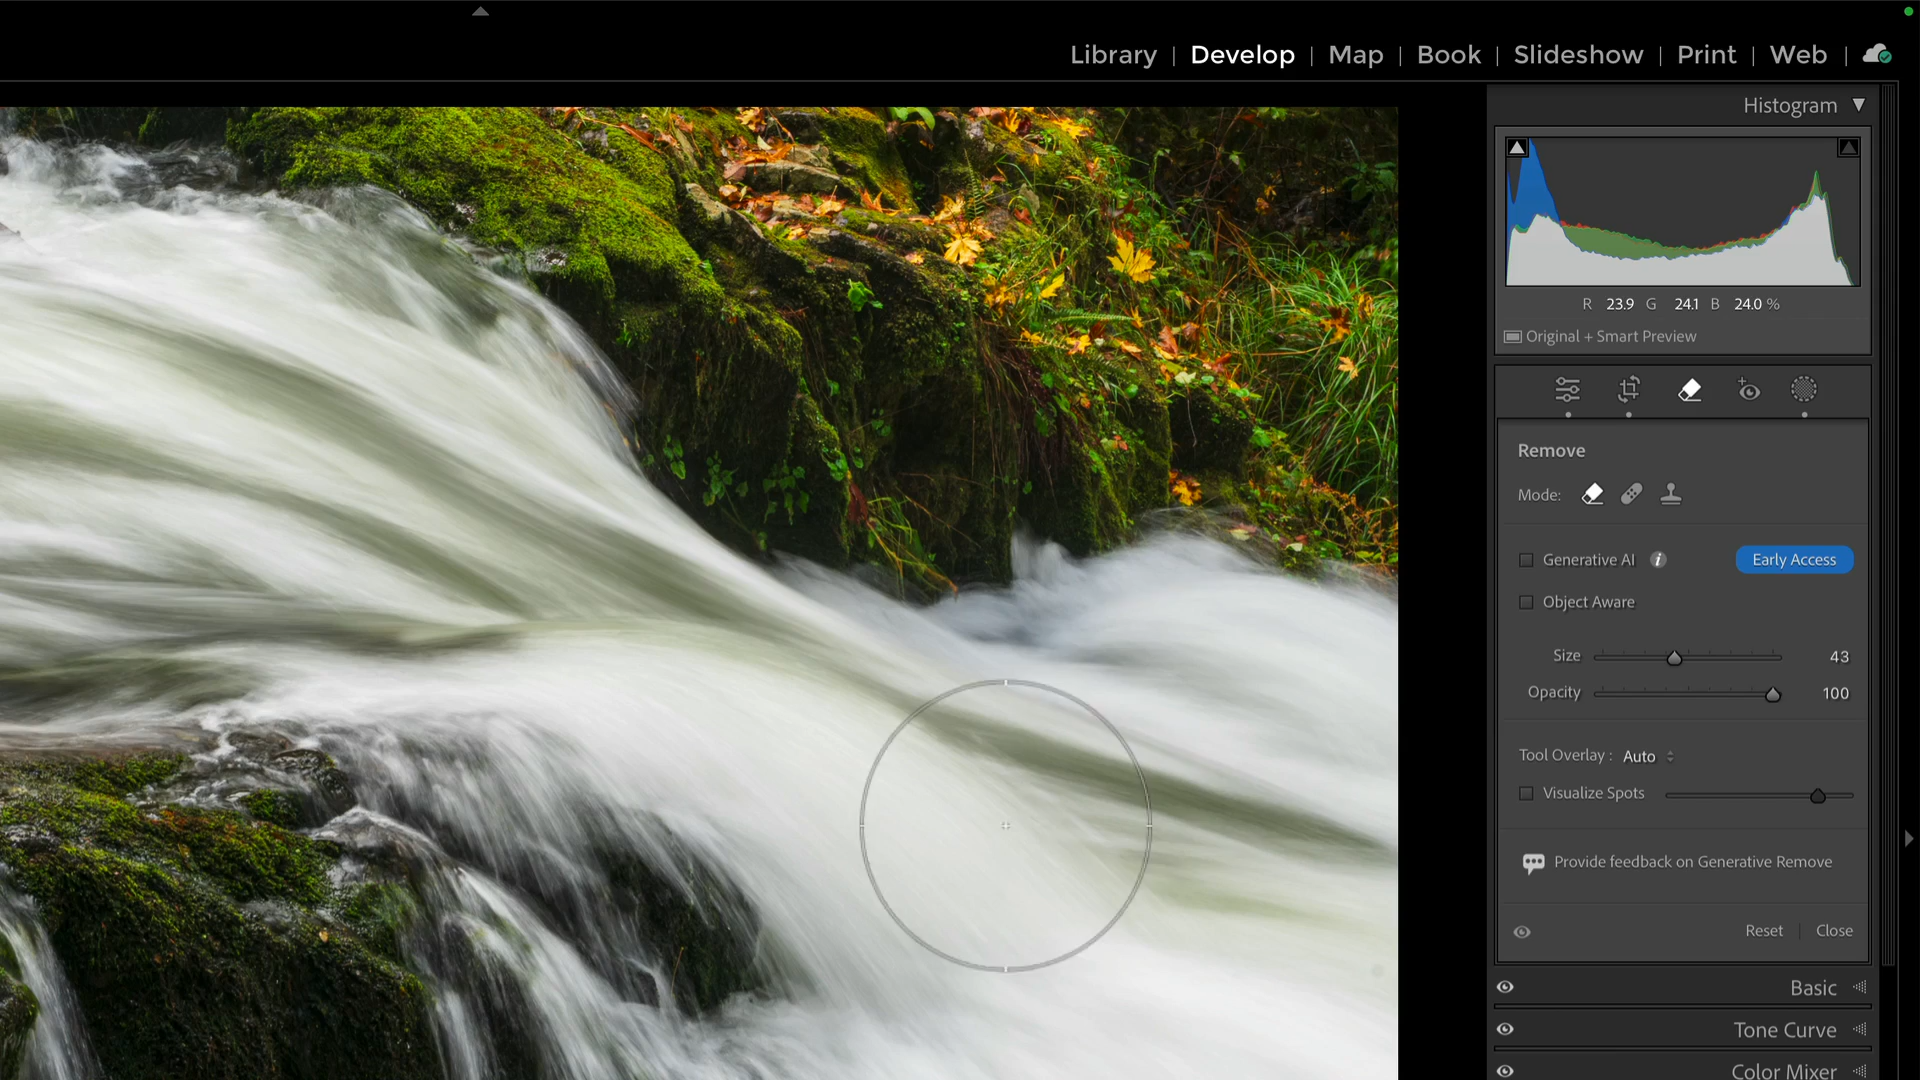 Library | Develop | Map | Book | Slideshow | Print | Web |
Histogram
R 23.9 G 24.1 B 24.0 %
Original + Smart Preview
Remove
Mode:
Generative AI i Early Access
Object Aware
Size 43
Opacity 100
Tool Overlay : Auto
Visualize Spots
Provide feedback on Generative Remove
Reset | Close
Basic
Tone Curve
Color Mixer